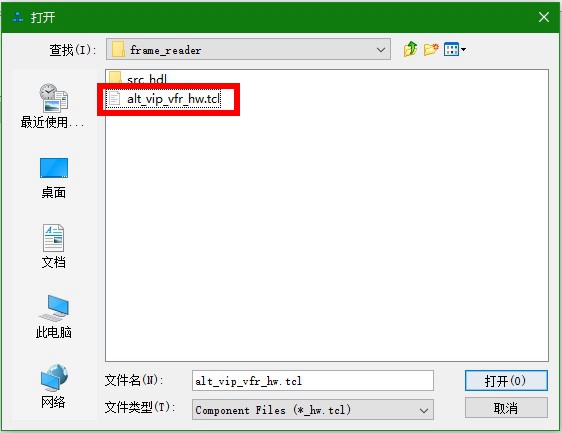 打开
查找(I):
frame_reader
src_hdl
alt_vip_vfr_hw.tcl
最近使用...
桌面
文档
此电脑
网络
文件名(N):
alt_vip_vfr_hw.tcl
打开(O)
文件类型(T):
Component Files (*_hw.tcl)
取消